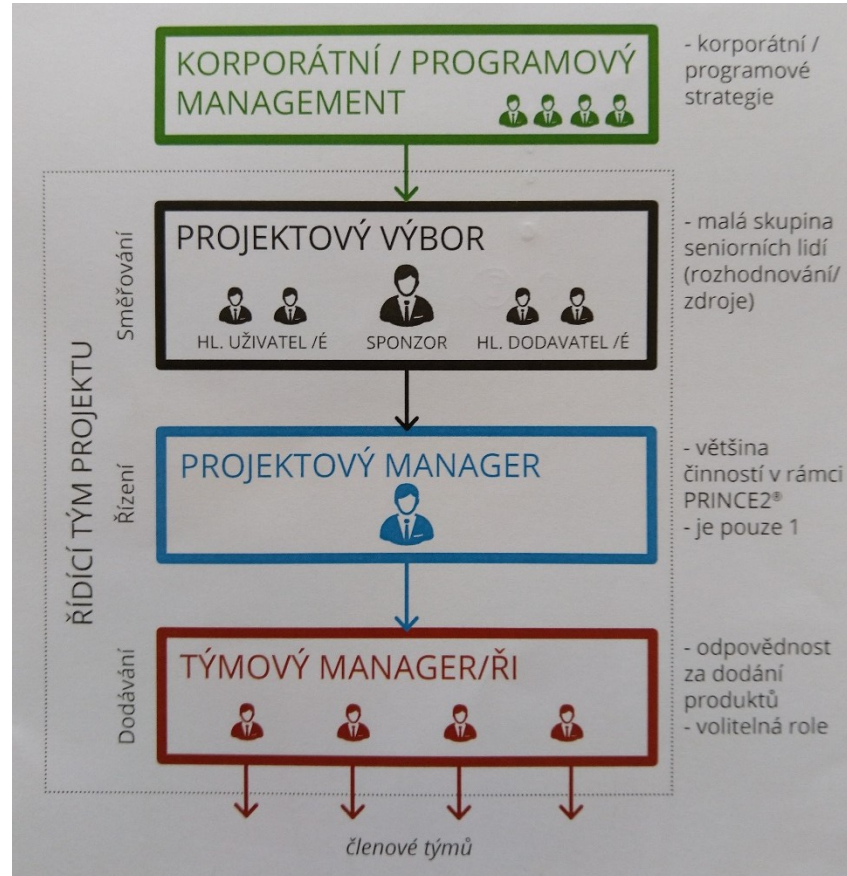 KORPORÁTNÍ / PROGRAMOVÝ
MANAGEMENT
- korporátní /
programové
strategie
ŘÍDÍCÍ TÝM PROJEKTU
Směřování
PROJEKTOVÝ VÝBOR
HL. UŽIVATEL /É
SPONZOR
HL. DODAVATEL /É
- malá skupina
seniorních lidí
(rozhodnování/
zdroje)
Řízení
PROJEKTOVÝ MANAGER
- většina
činností v rámci
PRINCE2®
- je pouze 1
Dodávání
TÝMOVÝ MANAGER/ŘI
- odpovědnost
za dodání
produktů
- volitelná role
členové týmů